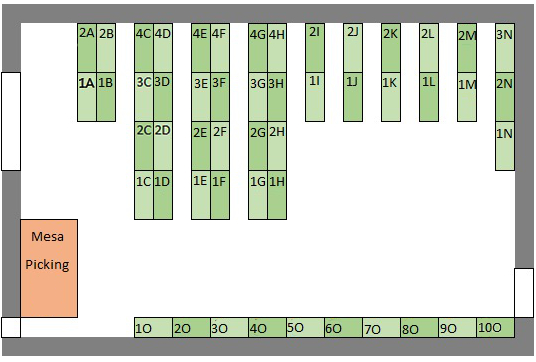 2A 2B 4C 4D 4E 4F 4G 4H 2I 2J 2K 2L 2M 3N
1A 1B 3C 3D 3E 3F 3G 3H 1I 1J 1K 1L 1M 2N
2C 2D 2E 2F 2G 2H 1N
1C 1D 1E 1F 1G 1H
Mesa
Picking
1O 2O 3O 4O 5O 6O 7O 8O 9O 10O